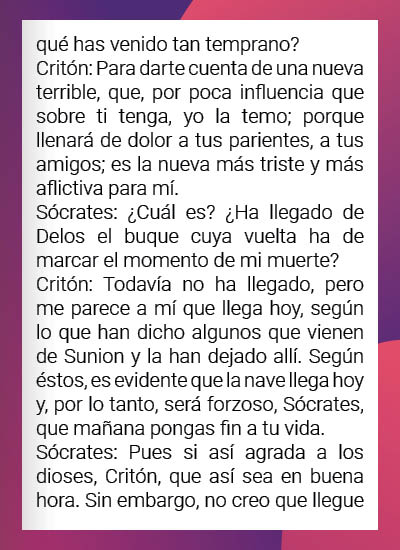 qué has venido tan temprano?
Critón: Para darte cuenta de una nueva
terrible, que, por poca influencia que
sobre ti tenga, yo la temo; porque
llenará de dolor a tus parientes, a tus
amigos; es la nueva más triste y más
aflictiva para mí.
Sócrates: ¿Cuál es? ¿Ha llegado de
Delos el buque cuya vuelta ha de
marcar el momento de mi muerte?
Critón: Todavía no ha llegado, pero
me parece a mí que llega hoy, según
lo que han dicho algunos que vienen
de Sunion y la han dejado allí. Según
éstos, es evidente que la nave llega hoy
y, por lo tanto, será forzoso, Sócrates,
que mañana pongas fin a tu vida.
Sócrates: Pues si así agrada a los
dioses, Critón, que así sea en buena
hora. Sin embargo, no creo que llegue